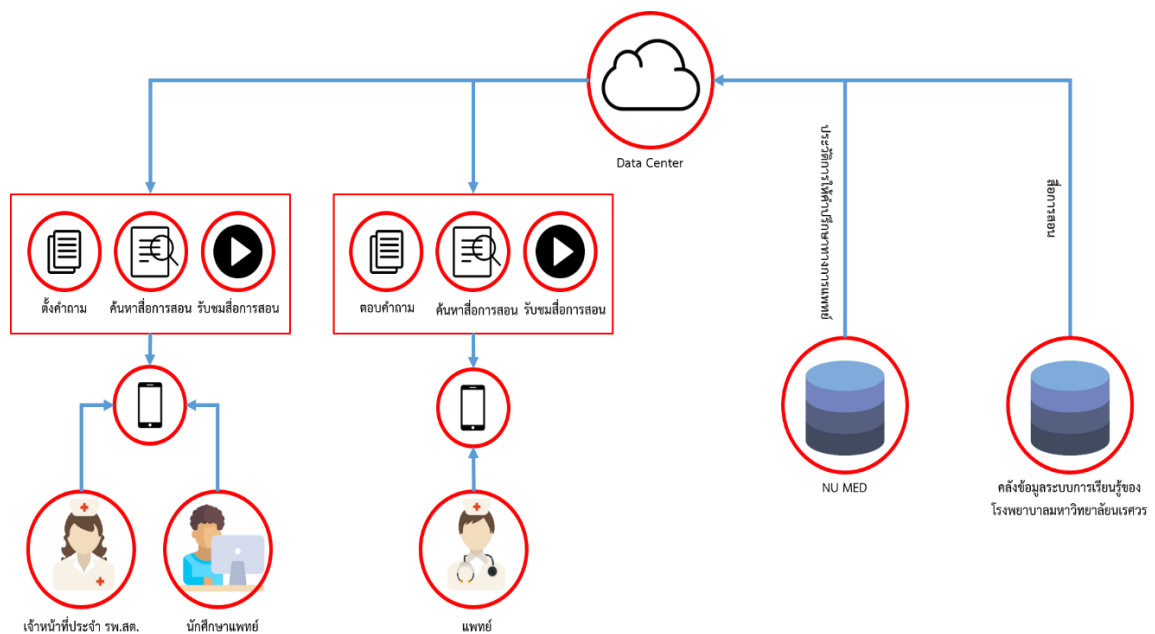 Data Center
ประวัติการให้คำปรึกษาทางการแพทย์
สื่อการสอน
ตั้งคำถาม
ค้นหาสื่อการสอน
รับชมสื่อการสอน
ตอบคำถาม
ค้นหาสื่อการสอน
รับชมสื่อการสอน
NU MED
คลังข้อมูลระบบการเรียนรู้ของ
โรงพยาบาลมหาวิทยาลัยนเรศวร
เจ้าหน้าที่ประจำ รพ.สต.
นักศึกษาแพทย์
แพทย์